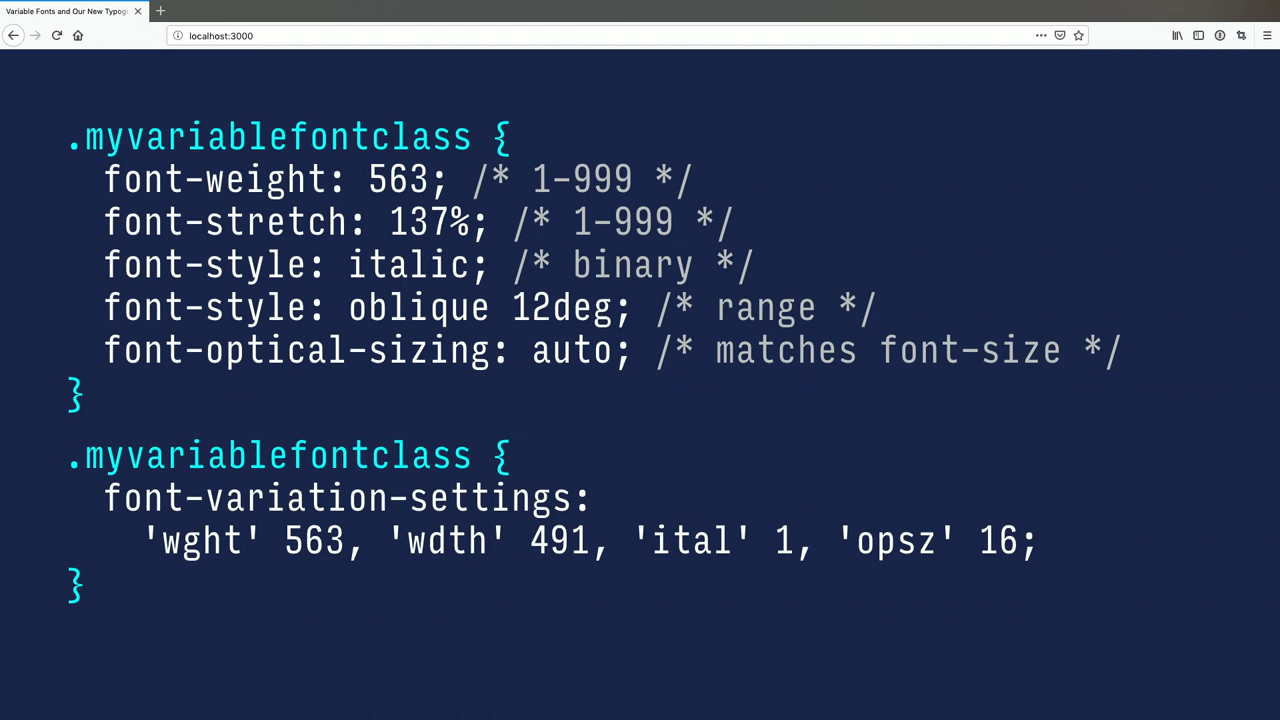 Variable Fonts and Our New Typogr
localhost:3000
.myvariablefontclass {
font-weight: 563; /* 1-999 */
font-stretch: 137%; /* 1-999 */
font-style: italic; /* binary */
font-style: oblique 12deg; /* range */
font-optical-sizing: auto; /* matches font-size */
}
.myvariablefontclass {
font-variation-settings:
'wght' 563, 'wdth' 491, 'ital' 1, 'opsz' 16;
}